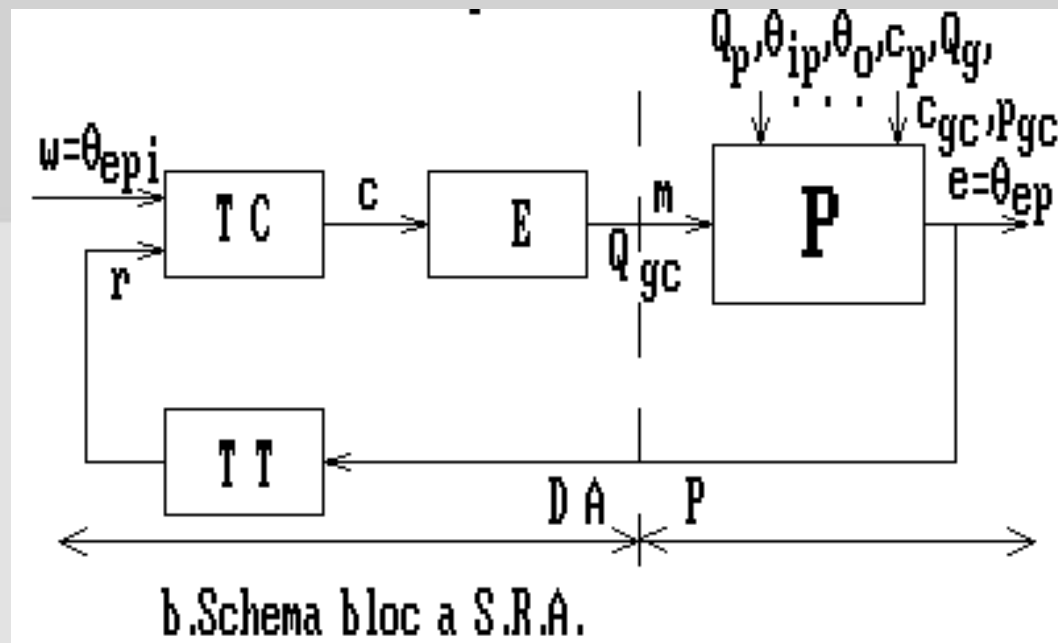 Qp,θip,θo,cp,Qg,
cgc,pgc
w=θepi
e=θep
TC
c
E
m
P
Qgc
r
TT
DA
P
b.Schema bloc a S.R.A.